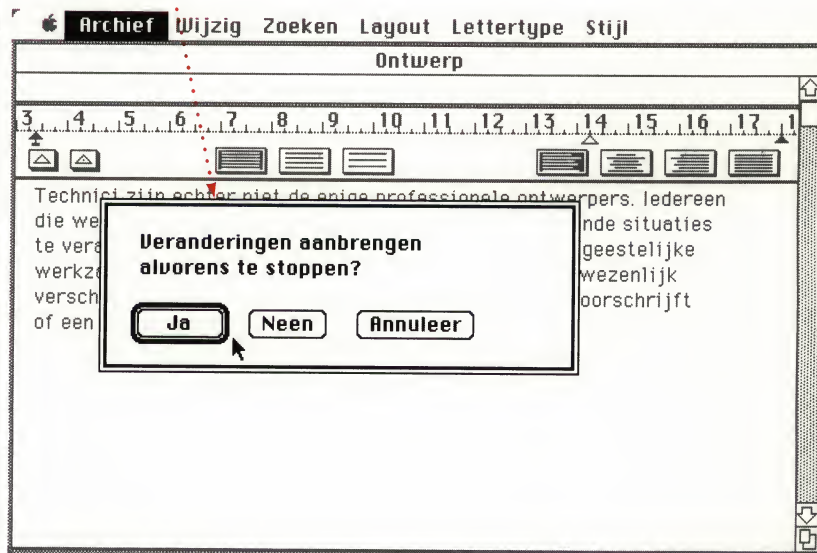 Archief Wijzig Zoeken Layout Lettertype Stijl
Ontwerp
3 4 5 6 7 8 9 10 11 12 13 14 15 16 17 1
Technici zijn echter niet de enige professionele ontwerpers. Iedereen
die we nde situaties
te vera geestelijke
werkza wezenlijk
versch oorschrijft
of een
Veranderingen aanbrengen
alvorens te stoppen?
Ja Neen Annuleer